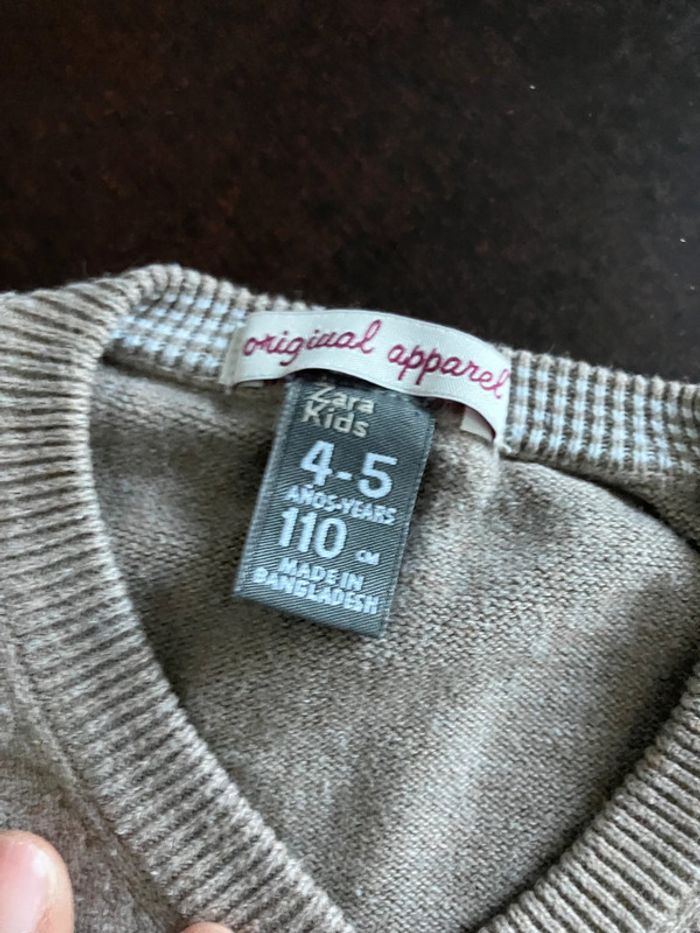 original apparel
Zara
Kids
4-5
AÑOS-YEARS
110 CM
MADE IN
BANGLADESH